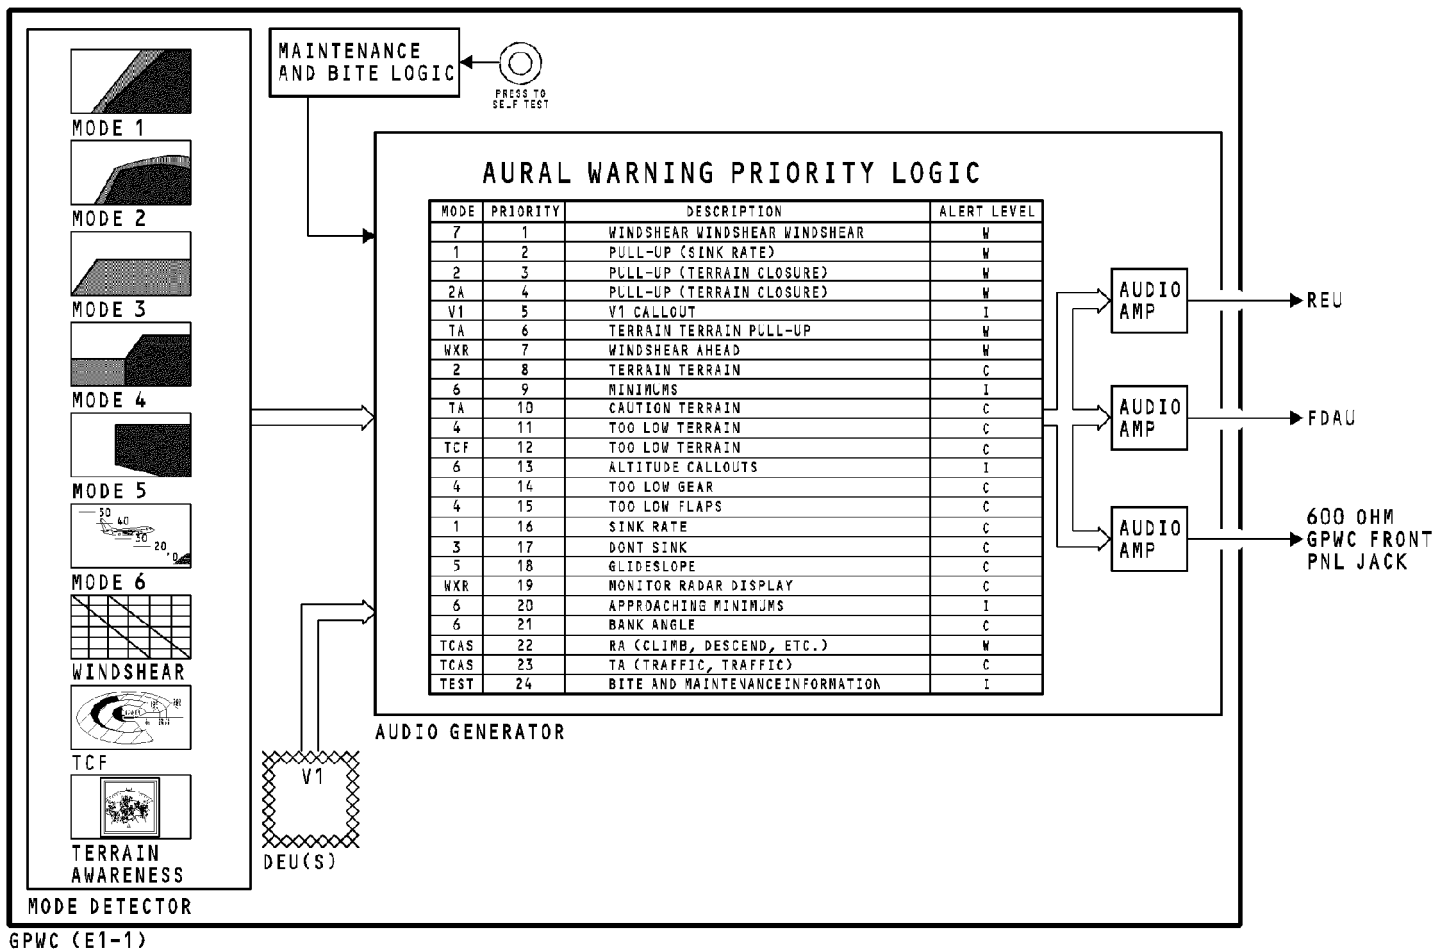 MAINTENANCE
AND BITE LOGIC
PRESS TO
SELF TEST
MODE 1
MODE 2
MODE 3
MODE 4
MODE 5
50
40
30
20
MODE 6
WINDSHEAR
TCF
TERRAIN
AWARENESS
MODE DETECTOR
GPWC (E1-1)
AURAL WARNING PRIORITY LOGIC
MODE PRIORITY DESCRIPTION ALERT LEVEL
7 1 WINDSHEAR WINDSHEAR WINDSHEAR W
1 2 PULL-UP (SINK RATE) W
2 3 PULL-UP (TERRAIN CLOSURE) W
2A 4 PULL-UP (TERRAIN CLOSURE) W
V1 5 V1 CALLOUT I
TA 6 TERRAIN TERRAIN PULL-UP W
WXR 7 WINDSHEAR AHEAD W
2 8 TERRAIN TERRAIN C
6 9 MINIMUMS I
TA 10 CAUTION TERRAIN C
4 11 TOO LOW TERRAIN C
TCF 12 TOO LOW TERRAIN C
6 13 ALTITUDE CALLOUTS I
4 14 TOO LOW GEAR C
4 15 TOO LOW FLAPS C
1 16 SINK RATE C
3 17 DONT SINK C
5 18 GLIDESLOPE C
WXR 19 MONITOR RADAR DISPLAY C
6 20 APPROACHING MINIMUMS I
6 21 BANK ANGLE C
TCAS 22 RA (CLIMB, DESCEND, ETC.) W
TCAS 23 TA (TRAFFIC, TRAFFIC) C
TEST 24 BITE AND MAINTENANCEINFORMATION I
AUDIO GENERATOR
V1
DEU(S)
AUDIO
AMP
REU
AUDIO
AMP
FDAU
AUDIO
AMP
600 OHM
GPWC FRONT
PNL JACK